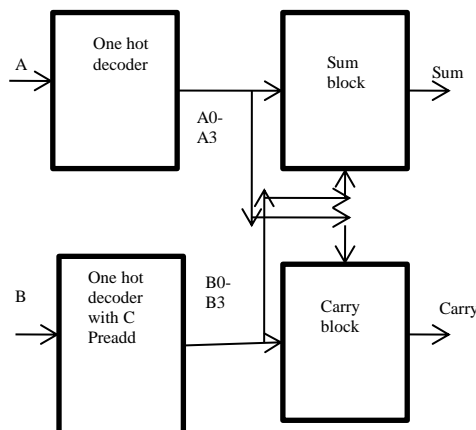 A
One hot
decoder
A0-
A3
Sum
block
Sum
B
One hot
decoder
with C
Preadd
B0-
B3
Carry
block
Carry